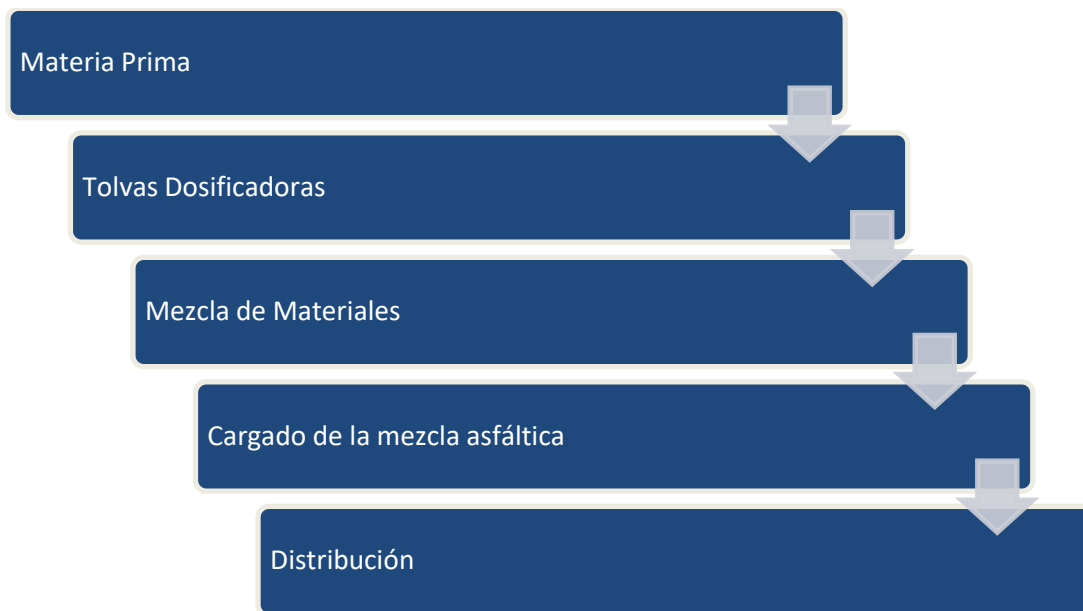 Materia Prima
Tolvas Dosificadoras
Mezcla de Materiales
Cargado de la mezcla asfáltica
Distribución